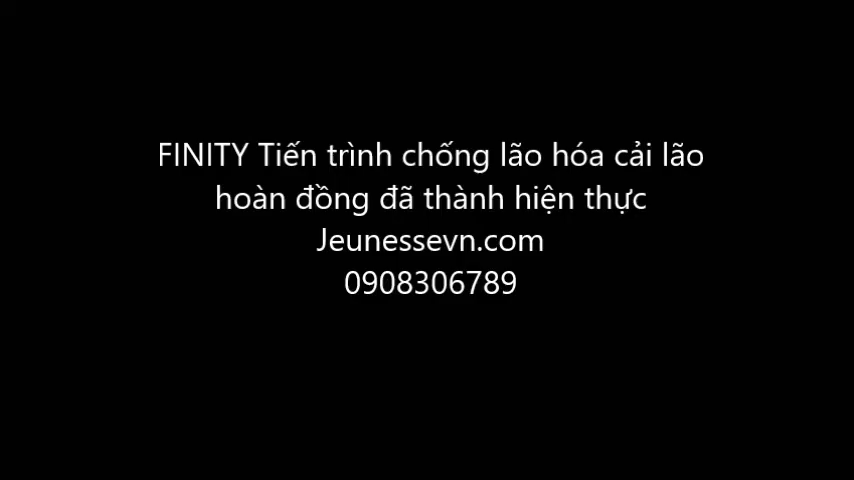 FINITY Tiến trình chống lão hóa cải lão
hoàn đồng đã thành hiện thực
Jeunessevn.com
0908306789